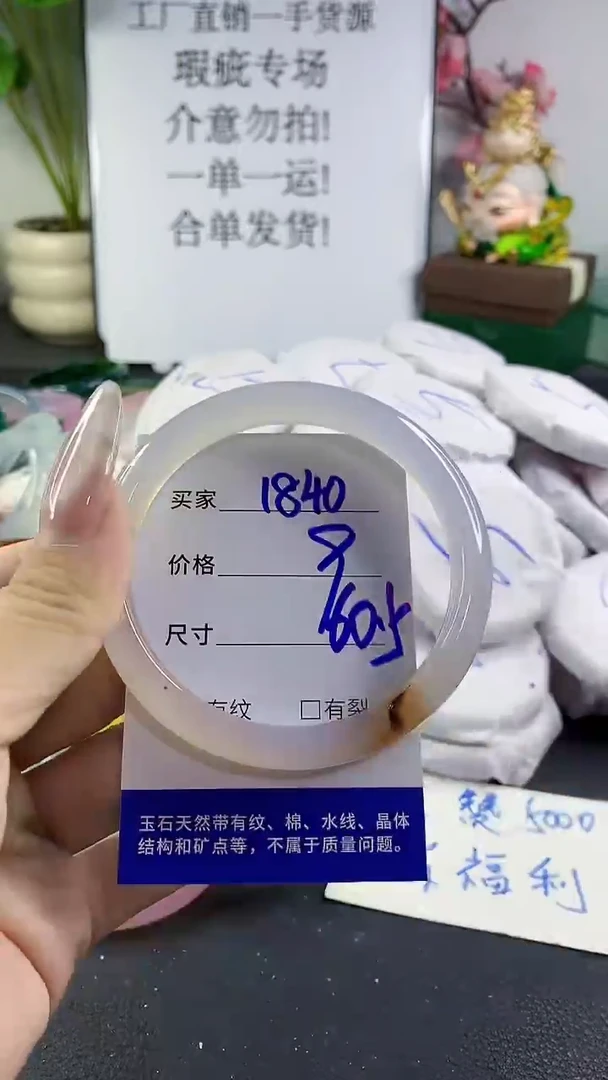 工厂直销一手货源
瑕疵专场
介意勿拍!
一单一运!
合单发货!
买家 1840
价格 8
尺寸 60.5
有纹 □有裂
玉石天然带有纹、棉、水线、晶体
结构和矿点等，不属于质量问题。
赞 5000
福利